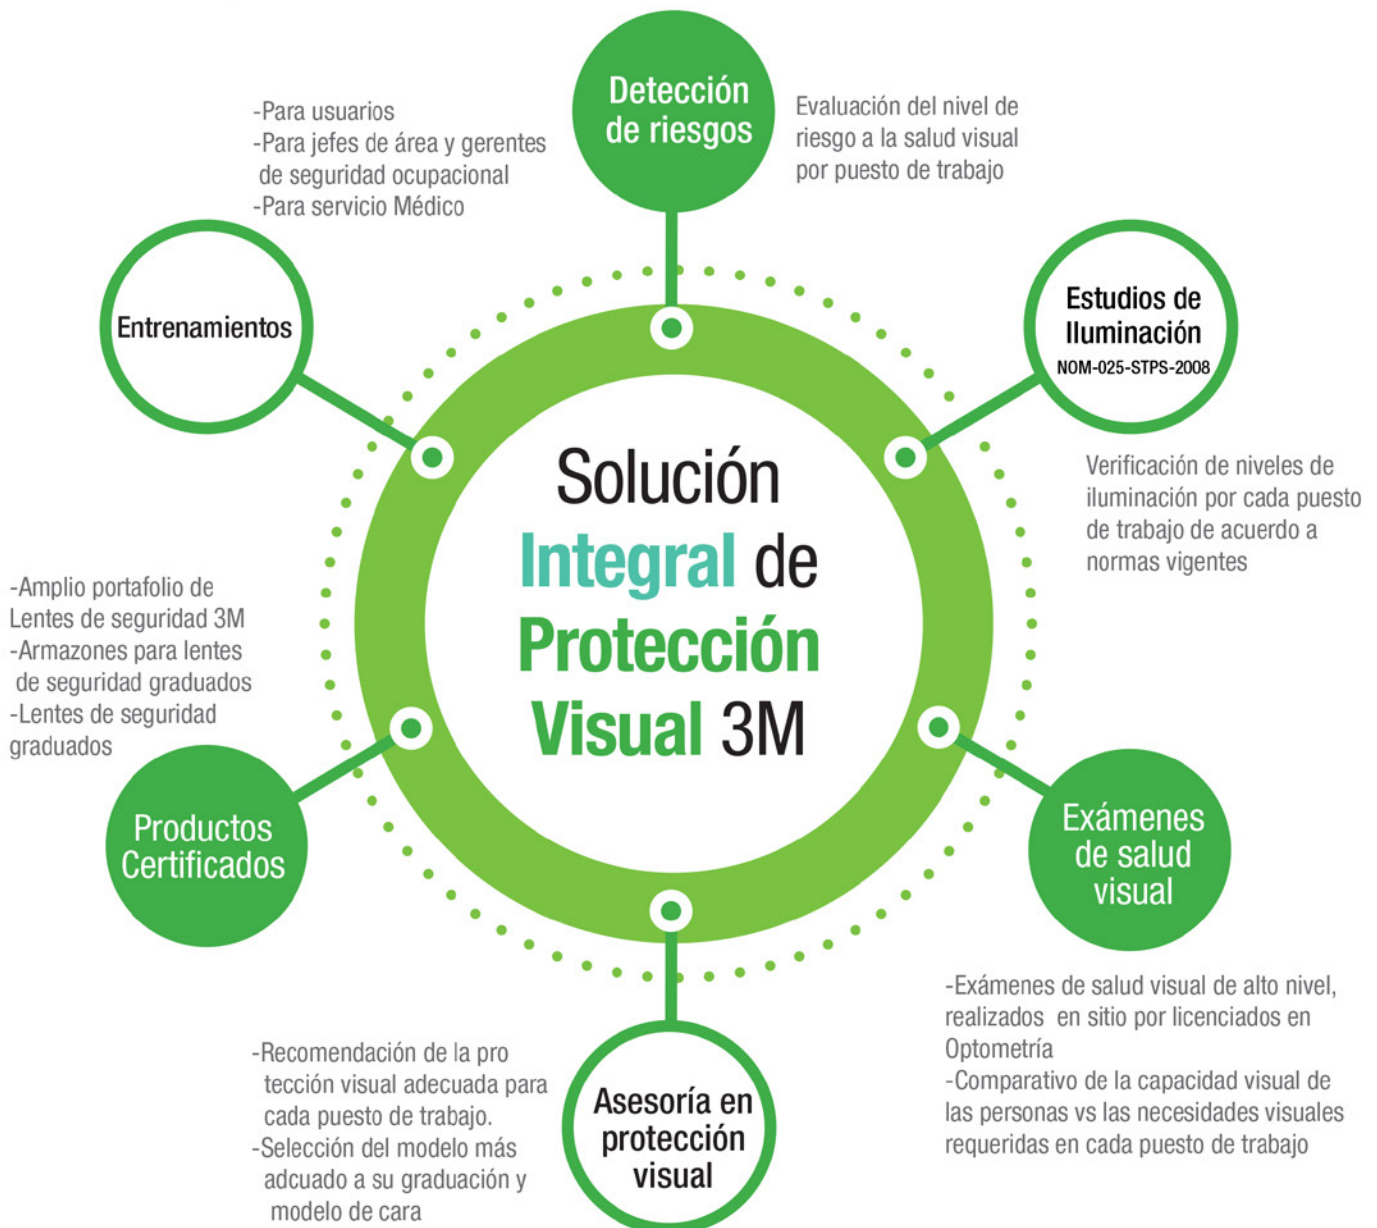 Detección
de riesgos
Evaluación del nivel de
riesgo a la salud visual
por puesto de trabajo
Estudios de
Iluminación
NOM-025-STPS-2008
Verificación de niveles de
iluminación por cada puesto
de trabajo de acuerdo a
normas vigentes
Exámenes
de salud
visual
-Exámenes de salud visual de alto nivel,
realizados en sitio por licenciados en
Optometría
-Comparativo de la capacidad visual de
las personas vs las necesidades visuales
requeridas en cada puesto de trabajo
Asesoría en
protección
visual
-Recomendación de la pro
tección visual adecuada para
cada puesto de trabajo.
-Selección del modelo más
adcuado a su graduación y
modelo de cara
Productos
Certificados
-Amplio portafolio de
Lentes de seguridad 3M
-Armazones para lentes
de seguridad graduados
-Lentes de seguridad
graduados
Entrenamientos
-Para usuarios
-Para jefes de área y gerentes
de seguridad ocupacional
-Para servicio Médico
Solución
Integral de
Protección
Visual 3M